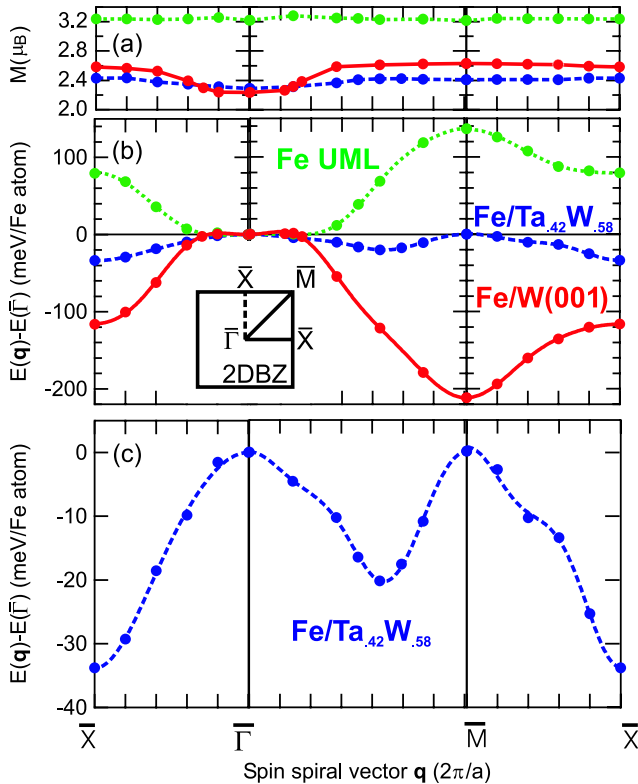 3.2
2.8
2.4
2.0
M(μB)
(a)
(b)
100
0
-100
-200
E(q)-E(Γ̅) (meV/Fe atom)
Fe UML
Fe/Ta.42W.58
Fe/W(001)
X̅
M̅
Γ̅
X̅
2DBZ
(c)
0
-10
-20
-30
-40
E(q)-E(Γ̅) (meV/Fe atom)
Fe/Ta.42W.58
X̅ Γ̅ M̅ X̅
Spin spiral vector q (2π/a)